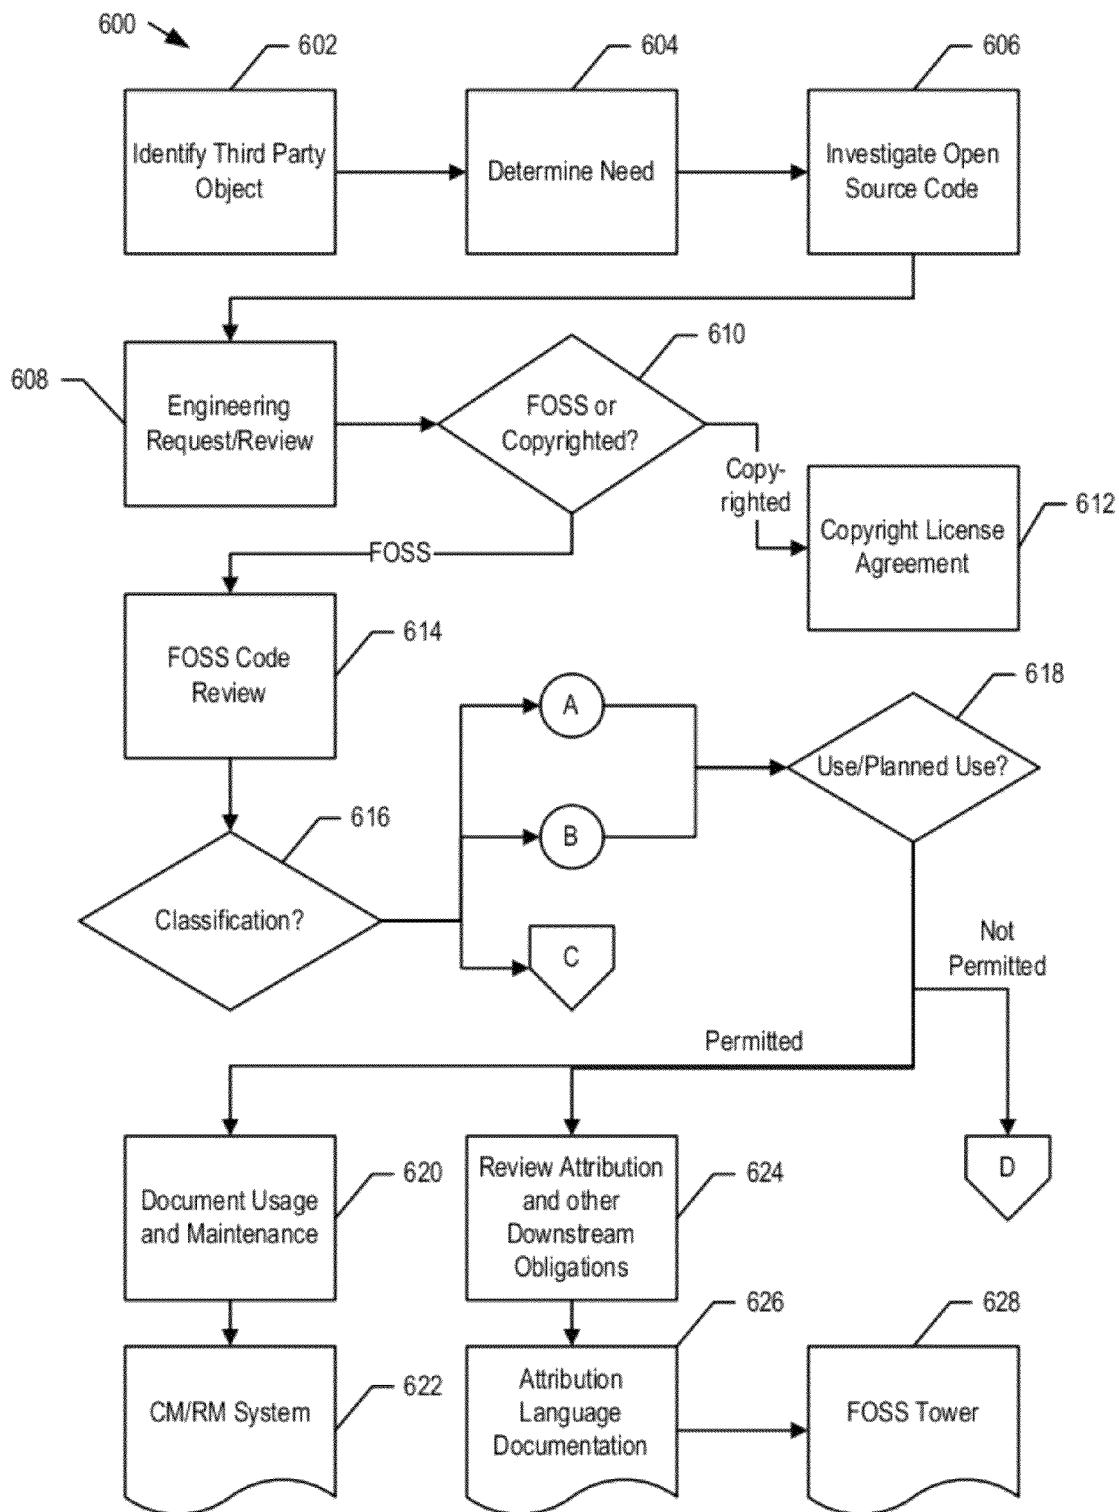 600
602
604
606
Identify Third Party
Object
Determine Need
Investigate Open
Source Code
608
Engineering
Request/Review
610
FOSS or
Copyrighted?
Copy-
righted
612
Copyright License
Agreement
FOSS
614
FOSS Code
Review
616
Classification?
A
B
C
618
Use/Planned Use?
Not
Permitted
Permitted
D
620
Document Usage
and Maintenance
624
Review Attribution
and other
Downstream
Obligations
622
CM/RM System
626
Attribution
Language
Documentation
628
FOSS Tower